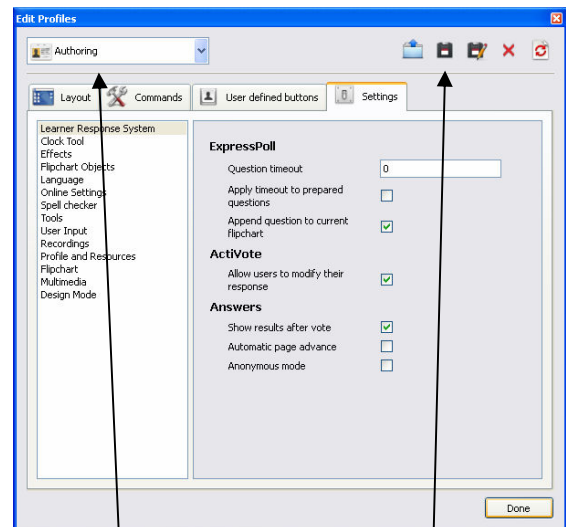 Edit Profiles
Authoring
Layout Commands User defined buttons Settings
Learner Response System
Clock Tool
Effects
Flipchart Objects
Language
Online Settings
Spell checker
Tools
User Input
Recordings
Profile and Resources
Flipchart
Multimedia
Design Mode
ExpressPoll
Question timeout 0
Apply timeout to prepared
questions
Append question to current
flipchart
ActiVote
Allow users to modify their
response
Answers
Show results after vote
Automatic page advance
Anonymous mode
Done